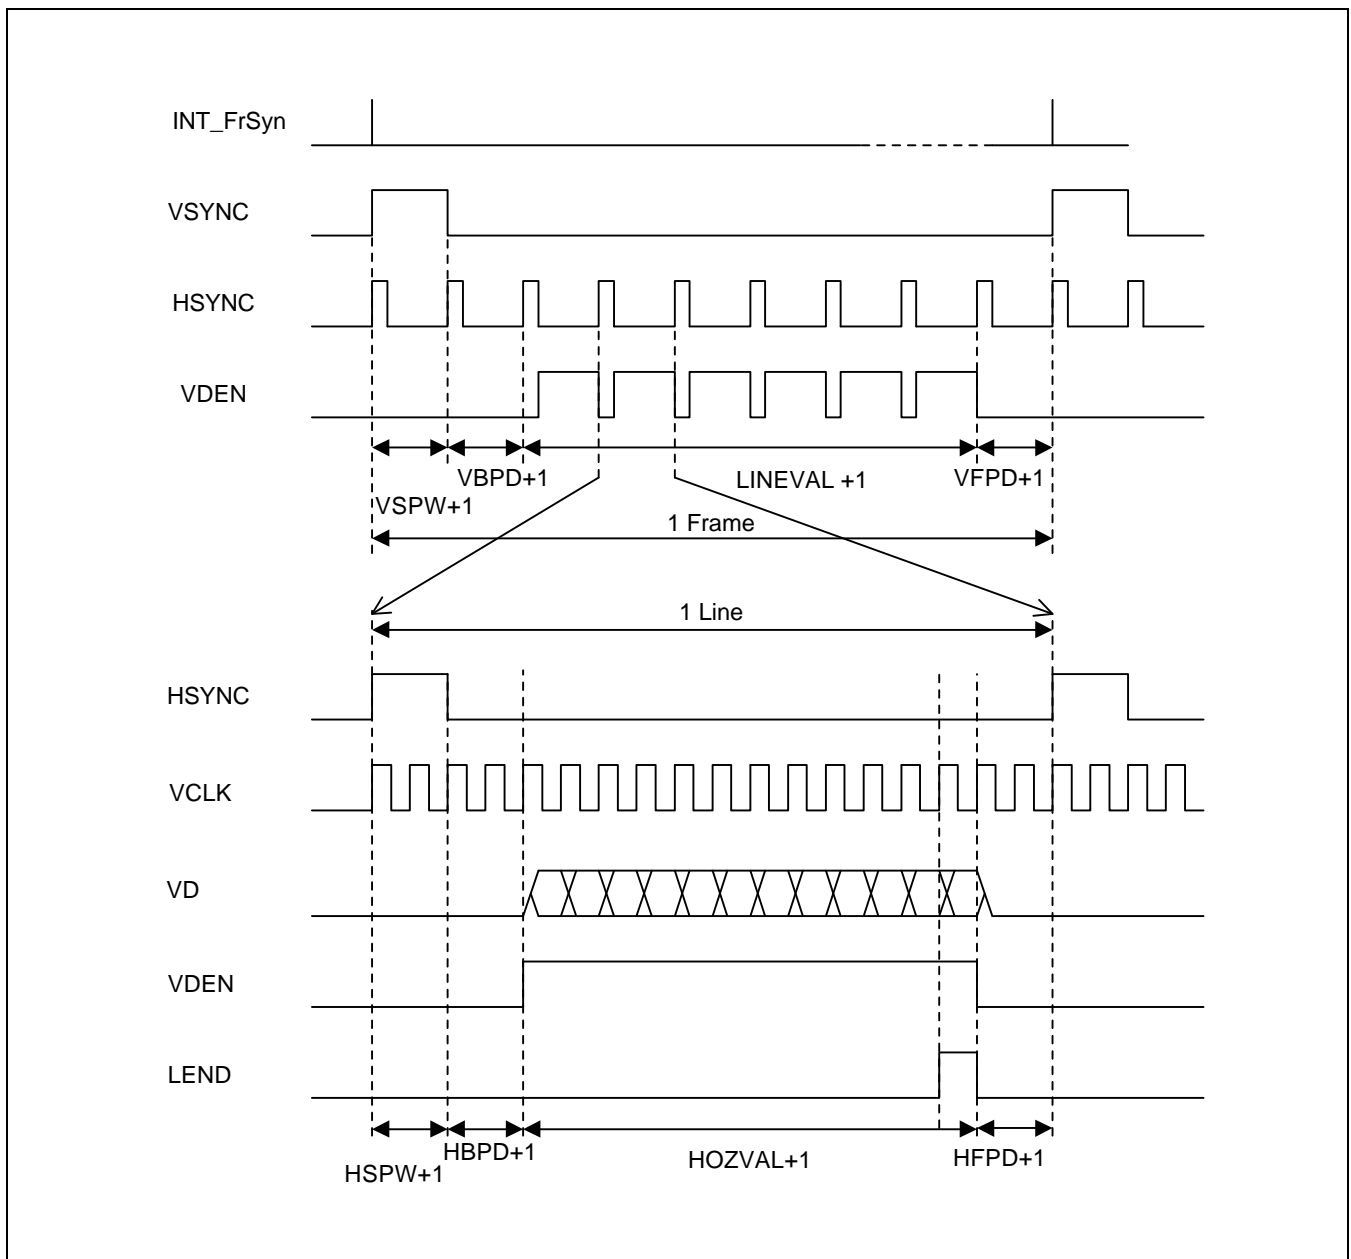 INT_FrSyn
VSYNC
HSYNC
VDEN
VBPD+1
LINEVAL +1
VFPD+1
VSPW+1
1 Frame
1 Line
HSYNC
VCLK
VD
VDEN
LEND
HBPD+1
HOZVAL+1
HFPD+1
HSPW+1